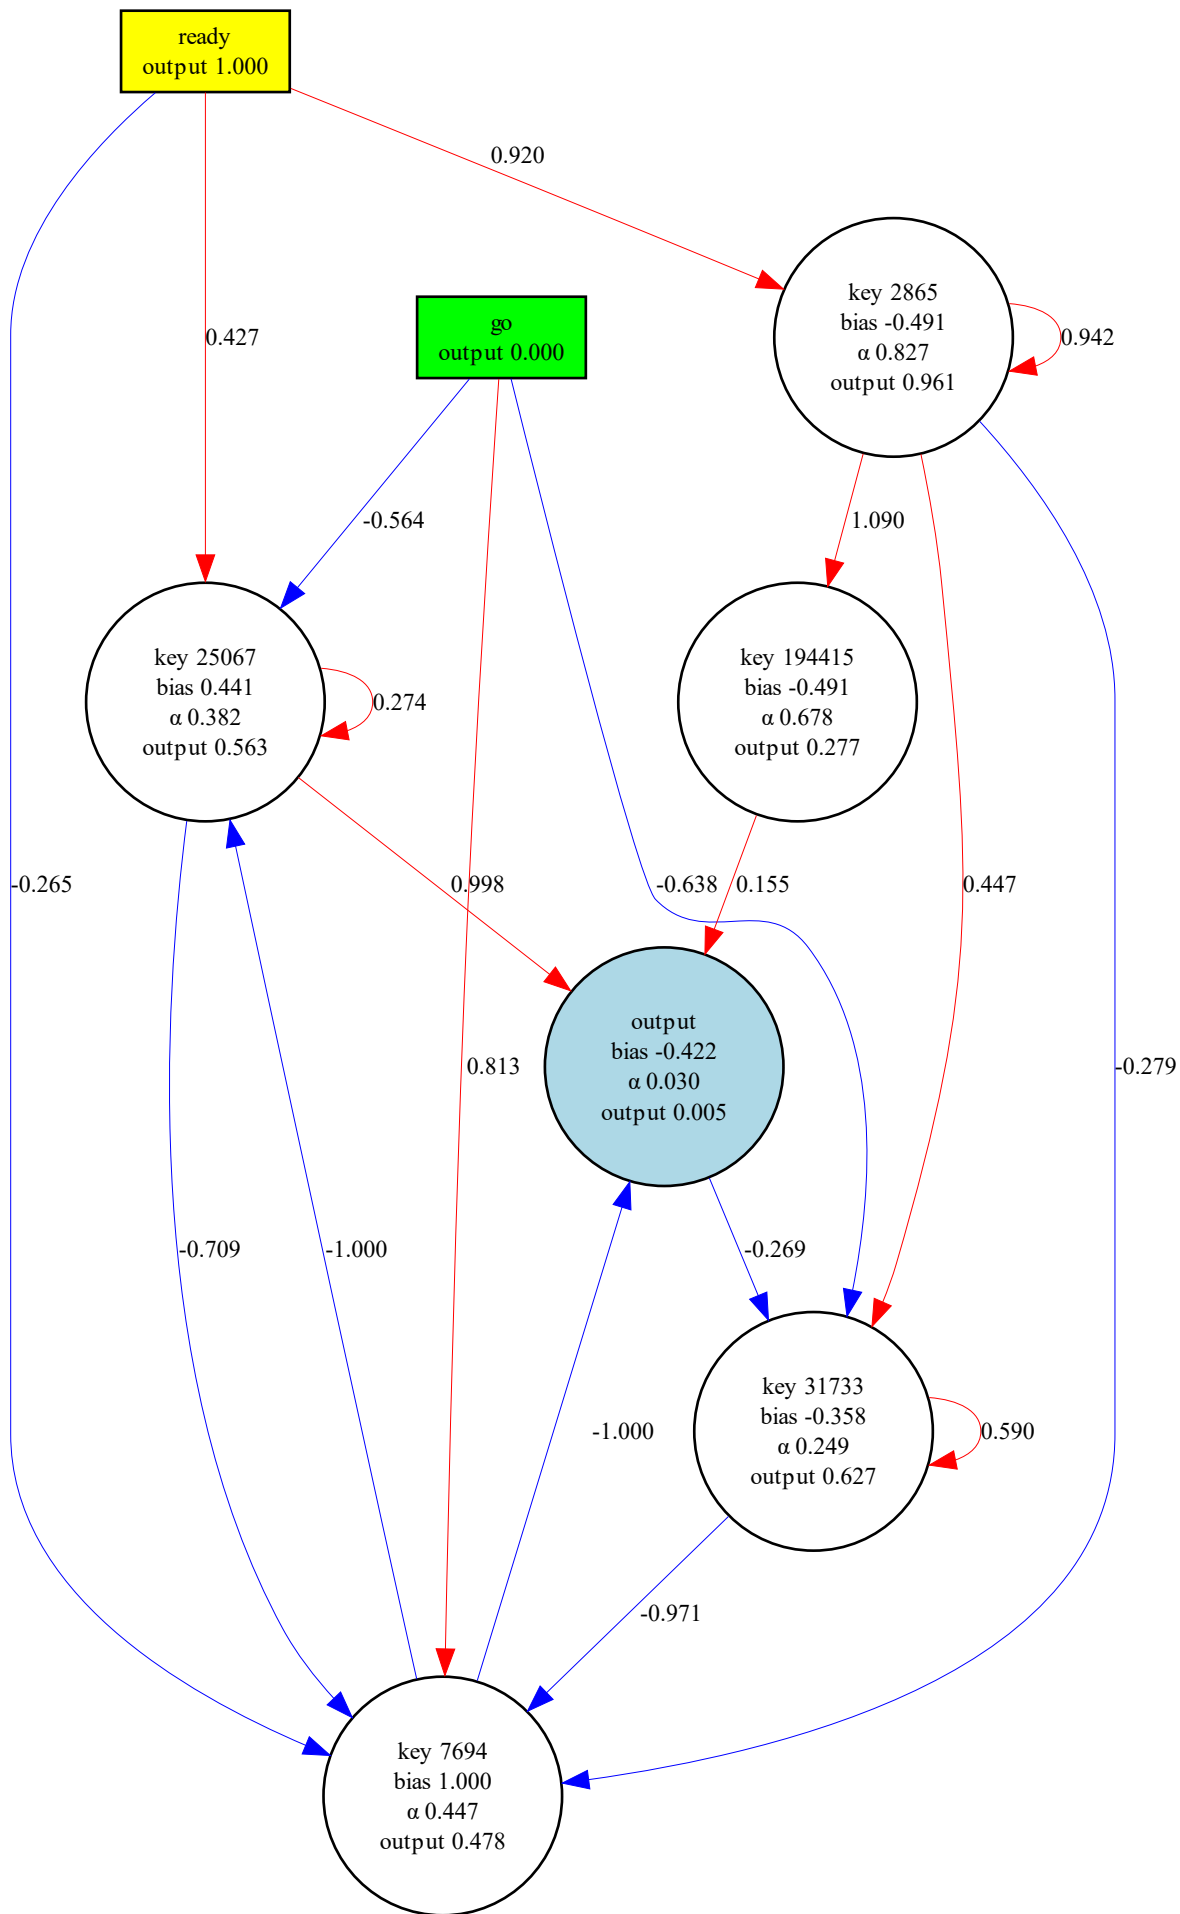 ready
output 1.000
0.920
key 2865
bias -0.491
α 0.827
output 0.961
0.942
go
output 0.000
0.427
-0.564
1.090
key 25067
bias 0.441
α 0.382
output 0.563
0.274
key 194415
bias -0.491
α 0.678
output 0.277
-0.265
0.998
-0.638
0.155
0.447
output
bias -0.422
α 0.030
output 0.005
0.813
-0.279
-0.709
-1.000
-0.269
key 31733
bias -0.358
α 0.249
output 0.627
-1.000
0.590
-0.971
key 7694
bias 1.000
α 0.447
output 0.478